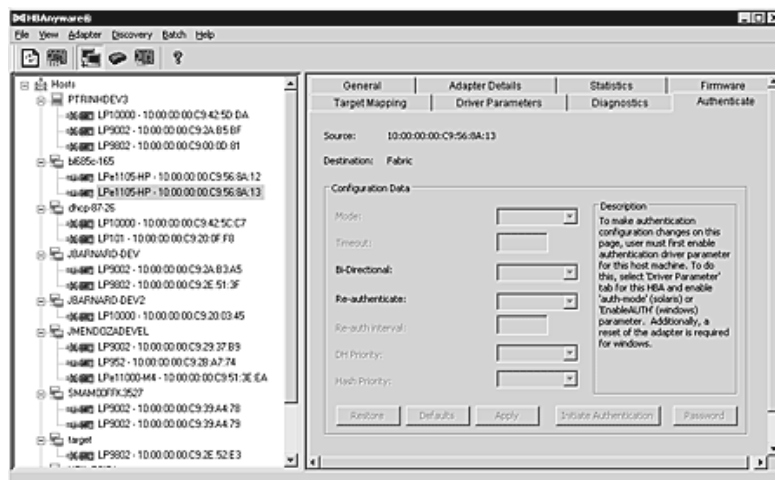 HBAnyware®
File View Adapter Discovery Batch Help
Hosts
PTRINHDEV3
LP10000 - 10:00:00:00:C9:42:5D:DA
LP9002 - 10:00:00:00:C9:2A:B5:BF
LP9002 - 10:00:00:00:C9:00:0D:81
bl685c-165
LPe1105-HP - 10:00:00:00:C9:56:8A:12
LPe1105-HP - 10:00:00:00:C9:56:8A:13
dhcp-87-26
LP10000 - 10:00:00:00:C9:42:5C:C7
LP101 - 10:00:00:00:C9:20:0F:F8
JBARNARD-DEV
LP9002 - 10:00:00:00:C9:2A:B3:A5
LP9002 - 10:00:00:00:C9:2E:51:3F
JBARNARD-DEV2
LP10000 - 10:00:00:00:C9:20:03:45
JMENDOZADEVEL
LP9002 - 10:00:00:00:C9:29:37:B9
LP952 - 10:00:00:00:C9:28:A7:74
LPe11000-M4 - 10:00:00:00:C9:51:3E:EA
LP9002 - 10:00:00:00:C9:39:A4:78
LP9002 - 10:00:00:00:C9:39:A4:79
target
LP9802 - 10:00:00:00:C9:2E:52:E3
General Adapter Details Statistics Firmware
Target Mapping Driver Parameters Diagnostics Authenticate
Source: 10:00:00:00:C9:56:8A:13
Destination: Fabric
Configuration Data
Mode:
Timeout:
Bi-Directional:
Re-authenticate:
Re-auth interval:
DH Priority:
Hash Priority:
Description
To make authentication
configuration changes on this
page, user must first enable
authentication driver parameter
for this host machine. To do
this, select 'Driver Parameter'
tab for this HBA and enable
'auth-mode' (solaris) or
'EnableAUTH' (windows)
parameter. Additionally, a
reset of the adapter is required
for windows.
Restore Defaults Apply Initiate Authentication Password